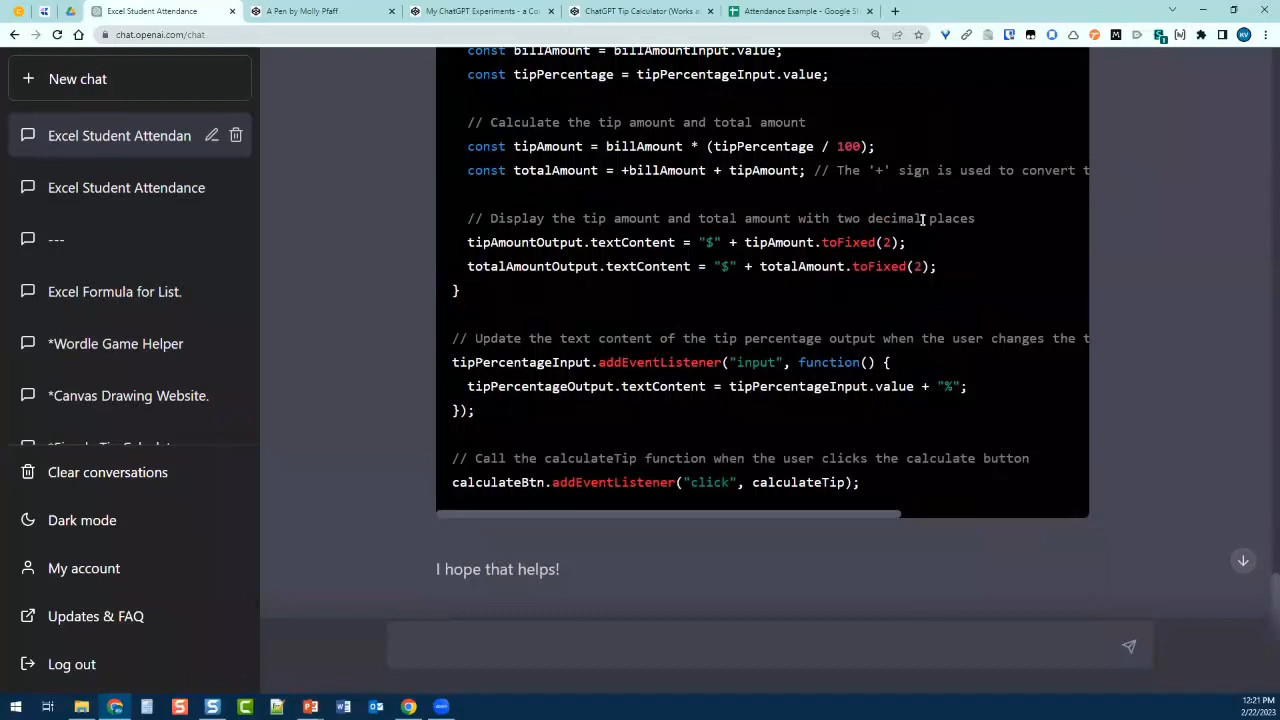 Excel Student Attendance
A Pen by Molly Pfaff
My ChatGPT Experiments - a Co
ChatGPT Tip Calculator (Works a
Attendance Example - Google Sh
chat.openai.com/chat
KV
New chat
Excel Student Attendan
Excel Student Attendance
---
Excel Formula for List.
*Wordle Game Helper
*Canvas Drawing Website.
Clear conversations
Dark mode
My account
Updates & FAQ
Log out
const billAmount = billAmountInput.value;
const tipPercentage = tipPercentageInput.value;
// Calculate the tip amount and total amount
const tipAmount = billAmount * (tipPercentage / 100);
const totalAmount = +billAmount + tipAmount; // The '+' sign is used to convert t
// Display the tip amount and total amount with two decimal places
tipAmountOutput.textContent = "$" + tipAmount.toFixed(2);
totalAmountOutput.textContent = "$" + totalAmount.toFixed(2);
}
// Update the text content of the tip percentage output when the user changes the t
tipPercentageInput.addEventListener("input", function() {
tipPercentageOutput.textContent = tipPercentageInput.value + "%";
});
// Call the calculateTip function when the user clicks the calculate button
calculateBtn.addEventListener("click", calculateTip);
I hope that helps!
12:21 PM
2/22/2023